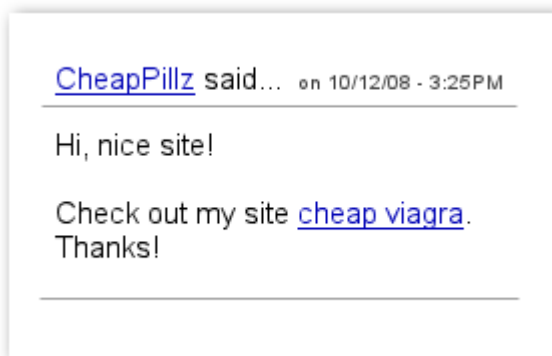 CheapPillz said... on 10/12/08 - 3:25PM
Hi, nice site!
Check out my site cheap viagra.
Thanks!